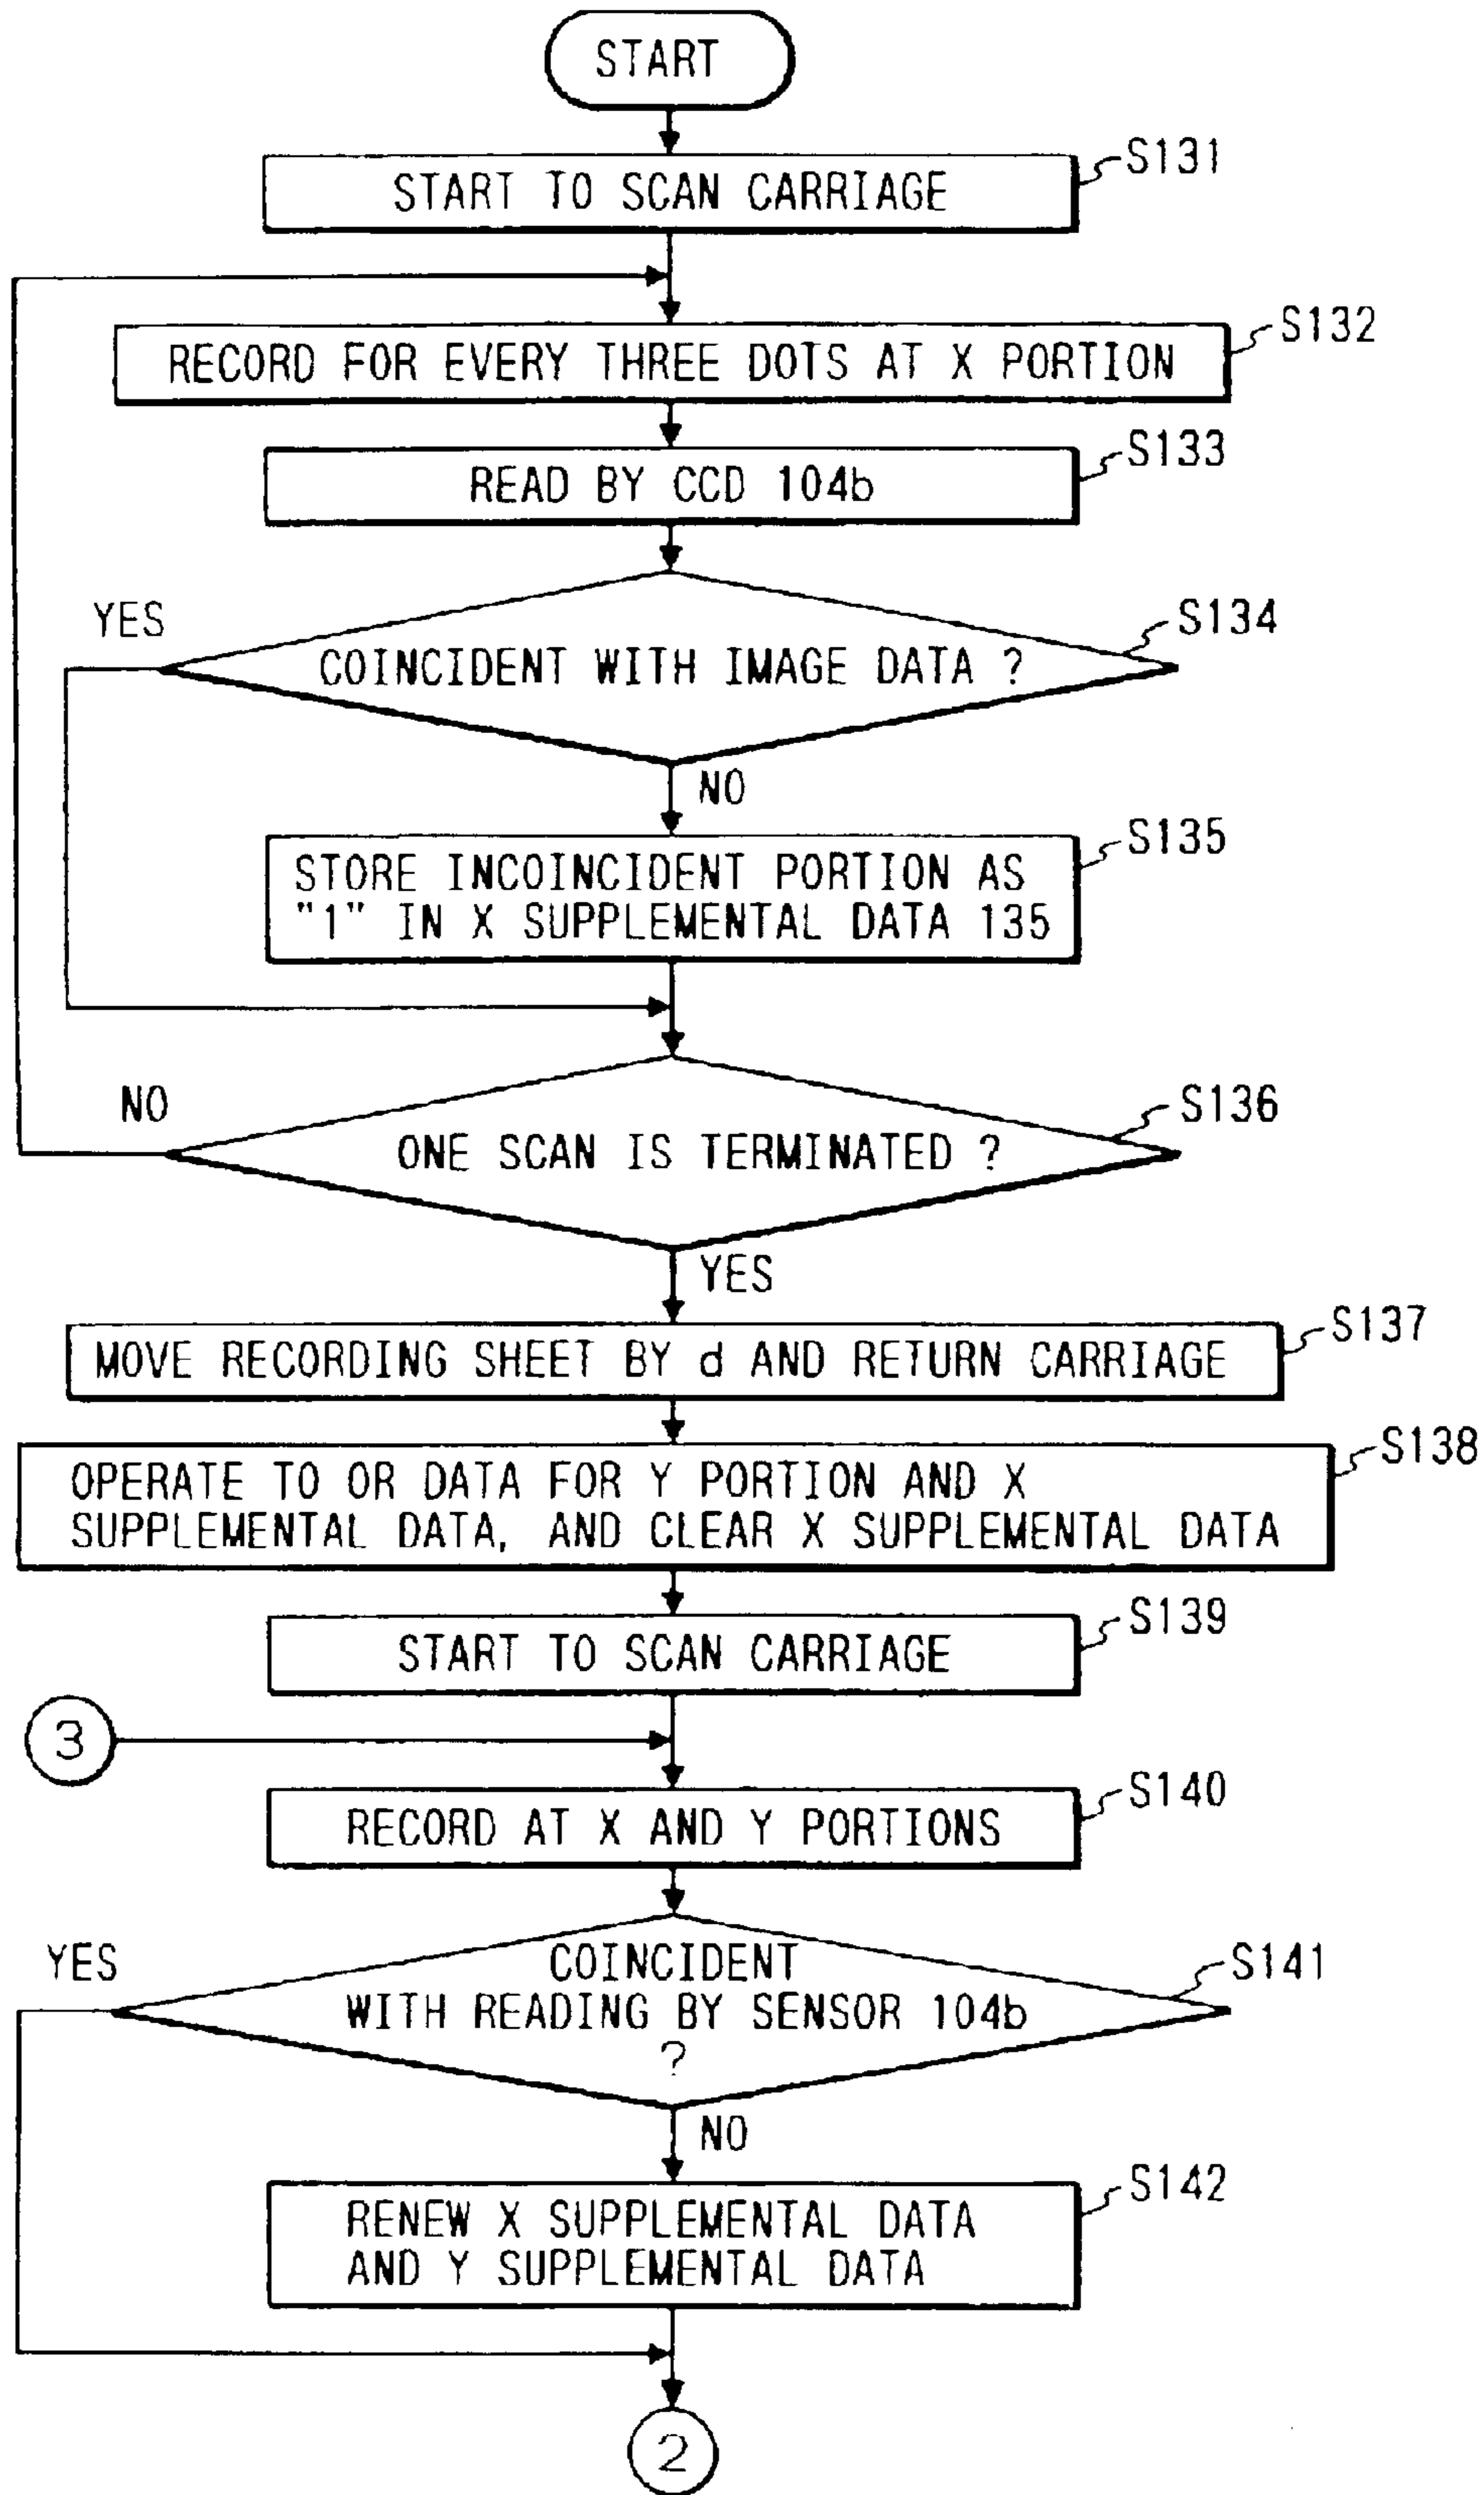 START
START TO SCAN CARRIAGE
S131
RECORD FOR EVERY THREE DOTS AT X PORTION
S132
READ BY CCD 104b
S133
COINCIDENT WITH IMAGE DATA ?
S134
YES
NO
STORE INCOINCIDENT PORTION AS
"1" IN X SUPPLEMENTAL DATA 135
S135
ONE SCAN IS TERMINATED ?
S136
NO
YES
MOVE RECORDING SHEET BY d AND RETURN CARRIAGE
S137
OPERATE TO OR DATA FOR Y PORTION AND X
SUPPLEMENTAL DATA, AND CLEAR X SUPPLEMENTAL DATA
S138
START TO SCAN CARRIAGE
S139
3
RECORD AT X AND Y PORTIONS
S140
COINCIDENT
WITH READING BY SENSOR 104b
?
S141
YES
NO
RENEW X SUPPLEMENTAL DATA
AND Y SUPPLEMENTAL DATA
S142
2